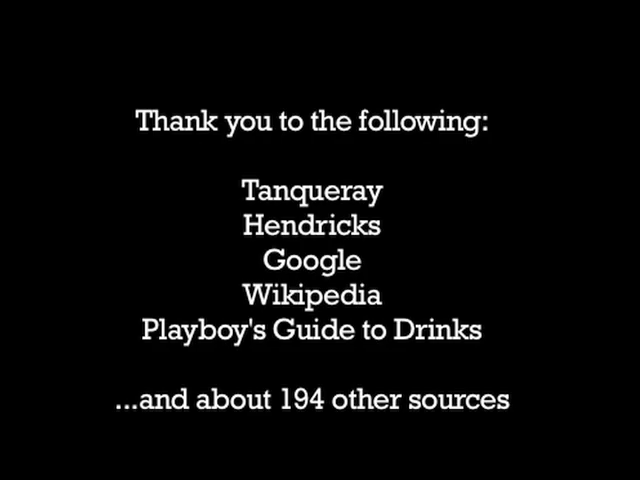 Thank you to the following:
Tanqueray
Hendricks
Google
Wikipedia
Playboy's Guide to Drinks
...and about 194 other sources